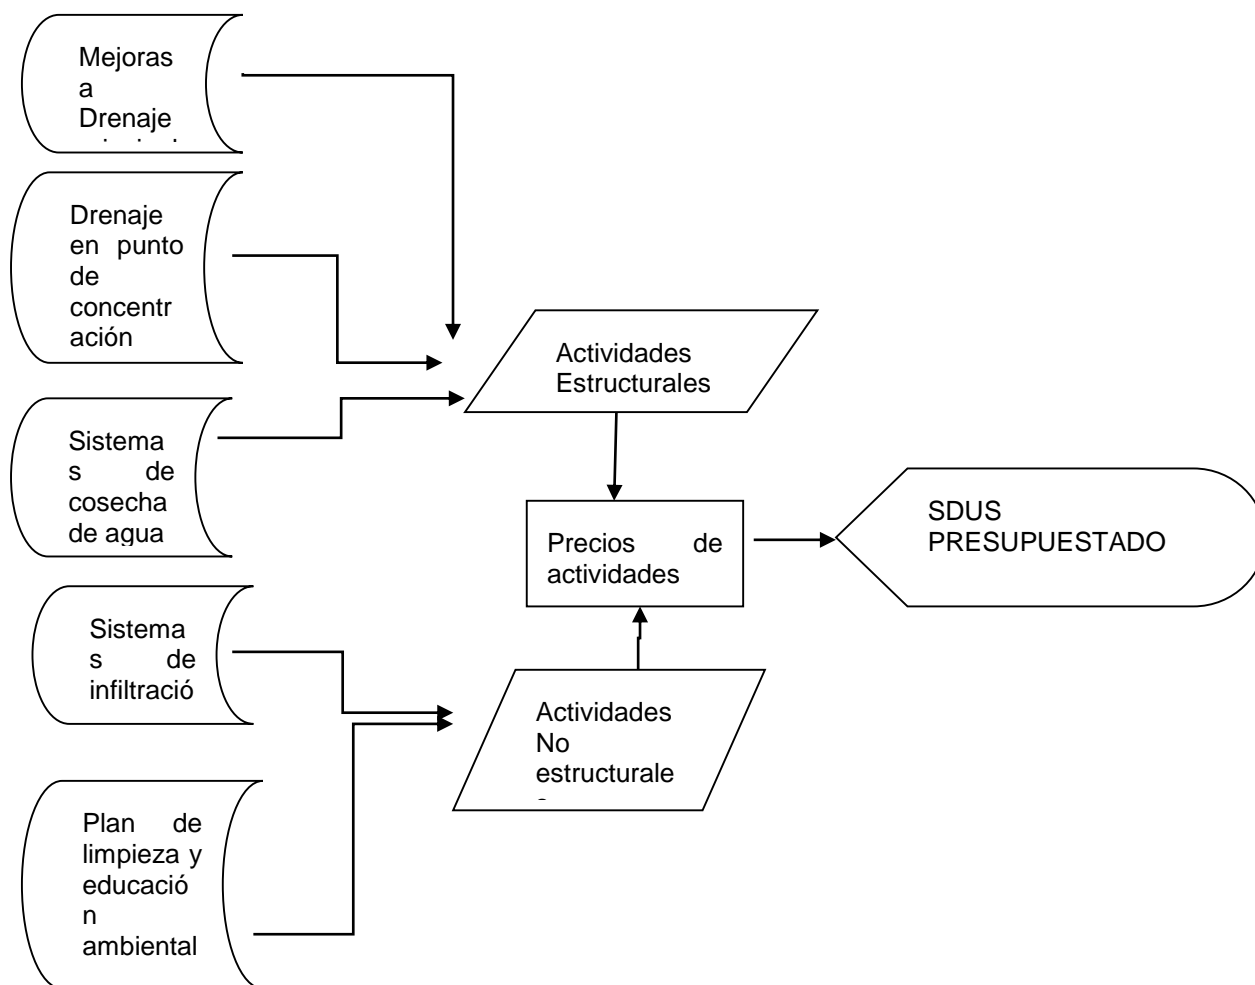 Mejoras
a
Drenaje
Drenaje
en punto
de
concentr
ación
Sistema
s de
cosecha
de agua
Sistema
s de
infiltració
Plan de
limpieza y
educació
n
ambiental
Actividades
Estructurales
Precios de
actividades
Actividades
No
estructurale
SDUS
PRESUPUESTADO